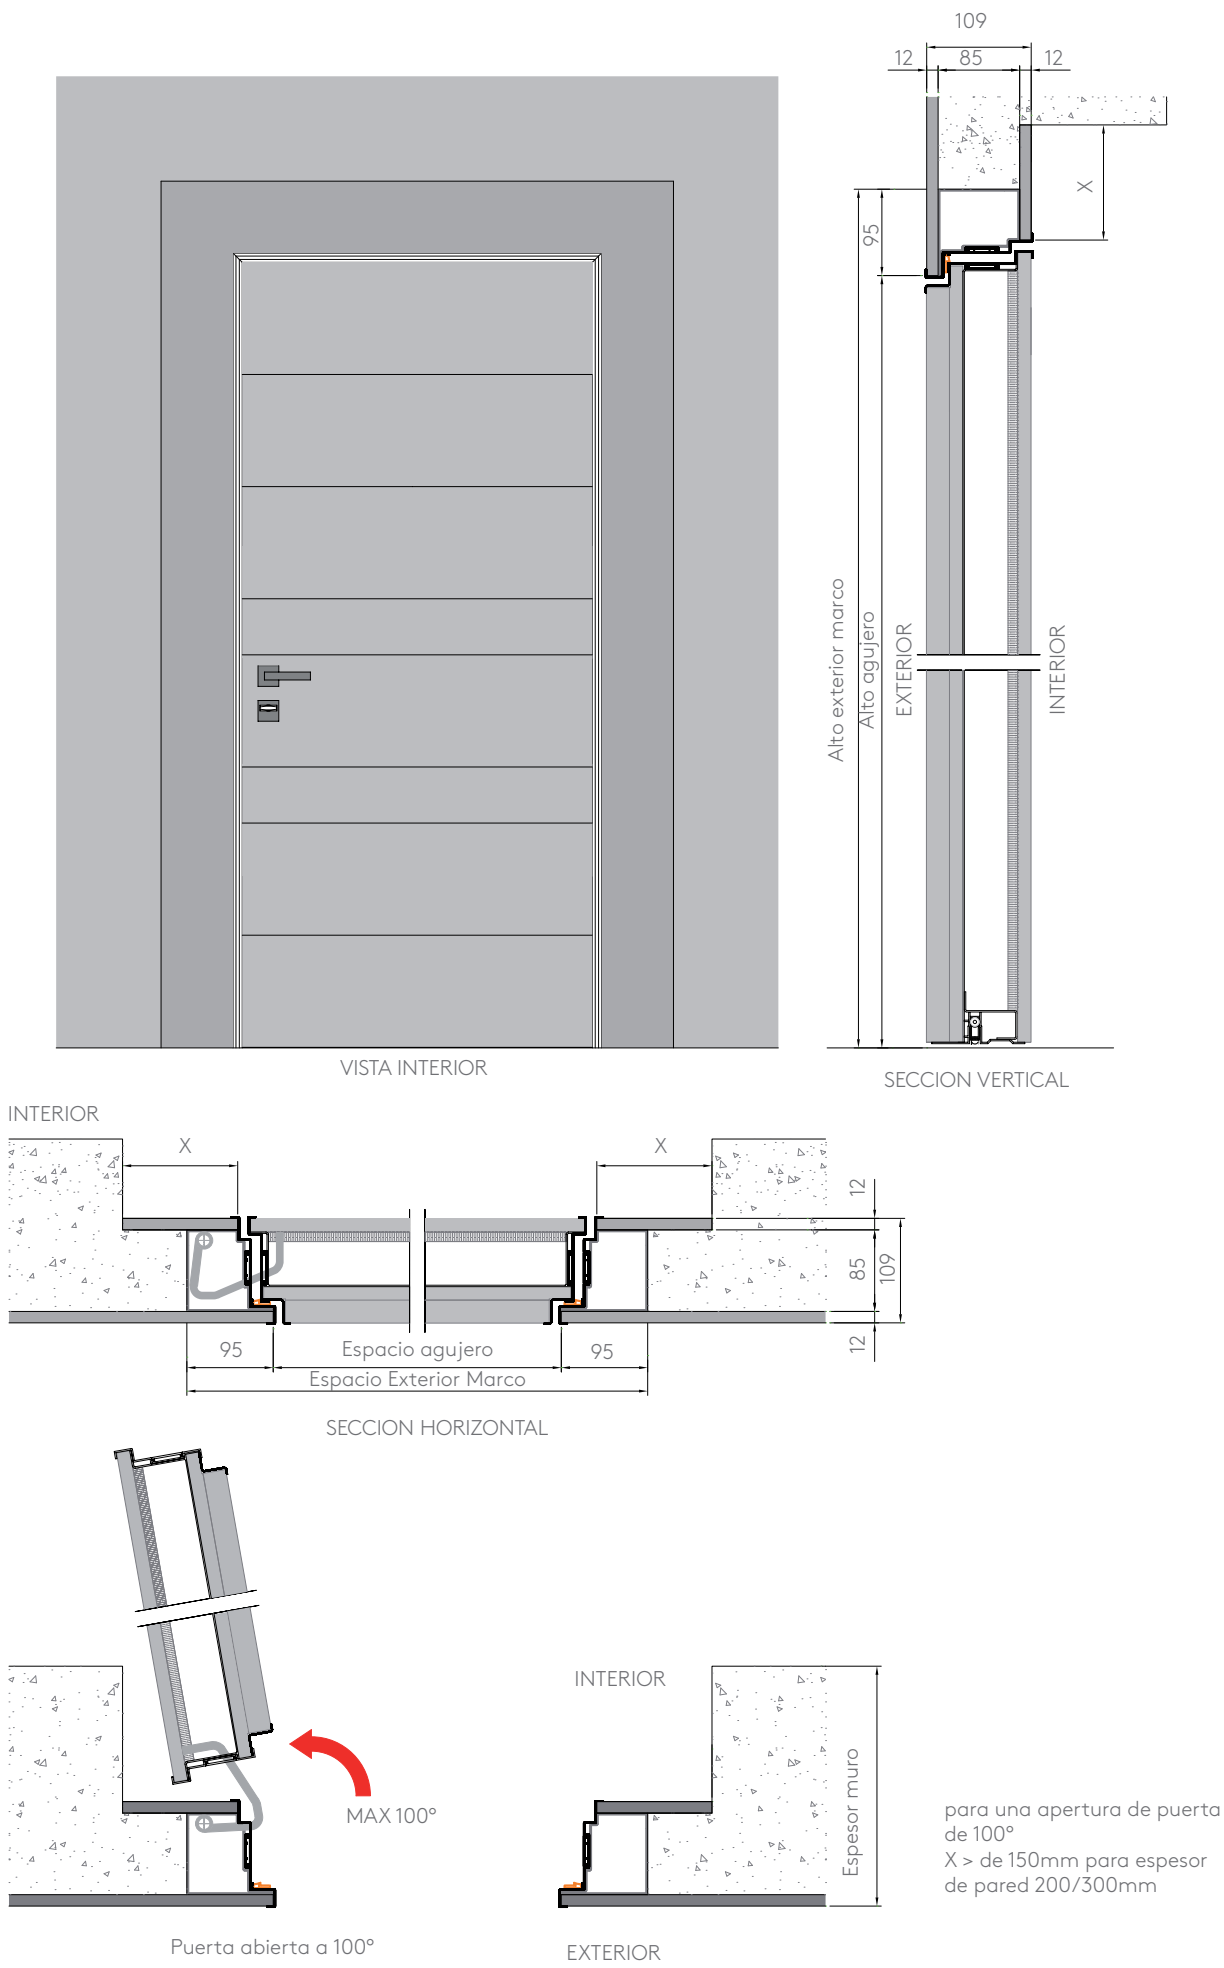 109
12
85
12
X
95
Alto exterior marco
Alto agujero
EXTERIOR
INTERIOR
VISTA INTERIOR
SECCION VERTICAL
INTERIOR
X
X
12
85
109
12
95
Espacio agujero
95
Espacio Exterior Marco
SECCION HORIZONTAL
INTERIOR
MAX 100°
Espesor muro
para una apertura de puerta
de 100°
X > de 150mm para espesor
de pared 200/300mm
Puerta abierta a 100°
EXTERIOR